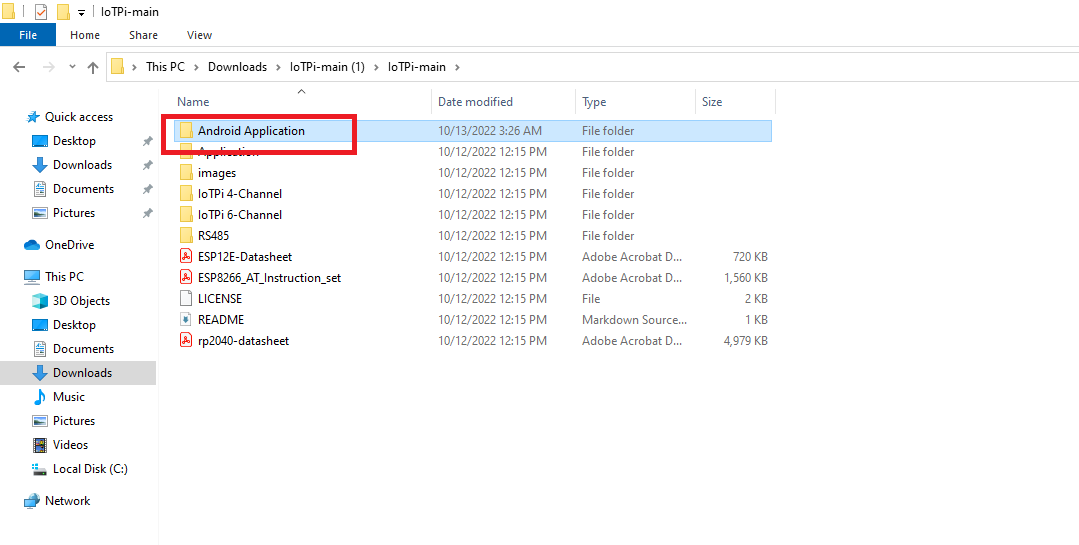 IoTPi-main
File Home Share View
This PC Downloads IoTPi-main (1) IoTPi-main
Name Date modified Type Size
Quick access
Desktop
Downloads
Documents
Pictures
OneDrive
This PC
3D Objects
Desktop
Documents
Downloads
Music
Pictures
Videos
Local Disk (C:)
Network
Android Application 10/13/2022 3:26 AM File folder
Application 10/12/2022 12:15 PM File folder
images 10/12/2022 12:15 PM File folder
IoTPi 4-Channel 10/12/2022 12:15 PM File folder
IoTPi 6-Channel 10/12/2022 12:15 PM File folder
RS485 10/12/2022 12:15 PM File folder
ESP12E-Datasheet 10/12/2022 12:15 PM Adobe Acrobat D... 720 KB
ESP8266_AT_Instruction_set 10/12/2022 12:15 PM Adobe Acrobat D... 1,560 KB
LICENSE 10/12/2022 12:15 PM File 2 KB
README 10/12/2022 12:15 PM Markdown Source... 1 KB
rp2040-datasheet 10/12/2022 12:15 PM Adobe Acrobat D... 4,979 KB